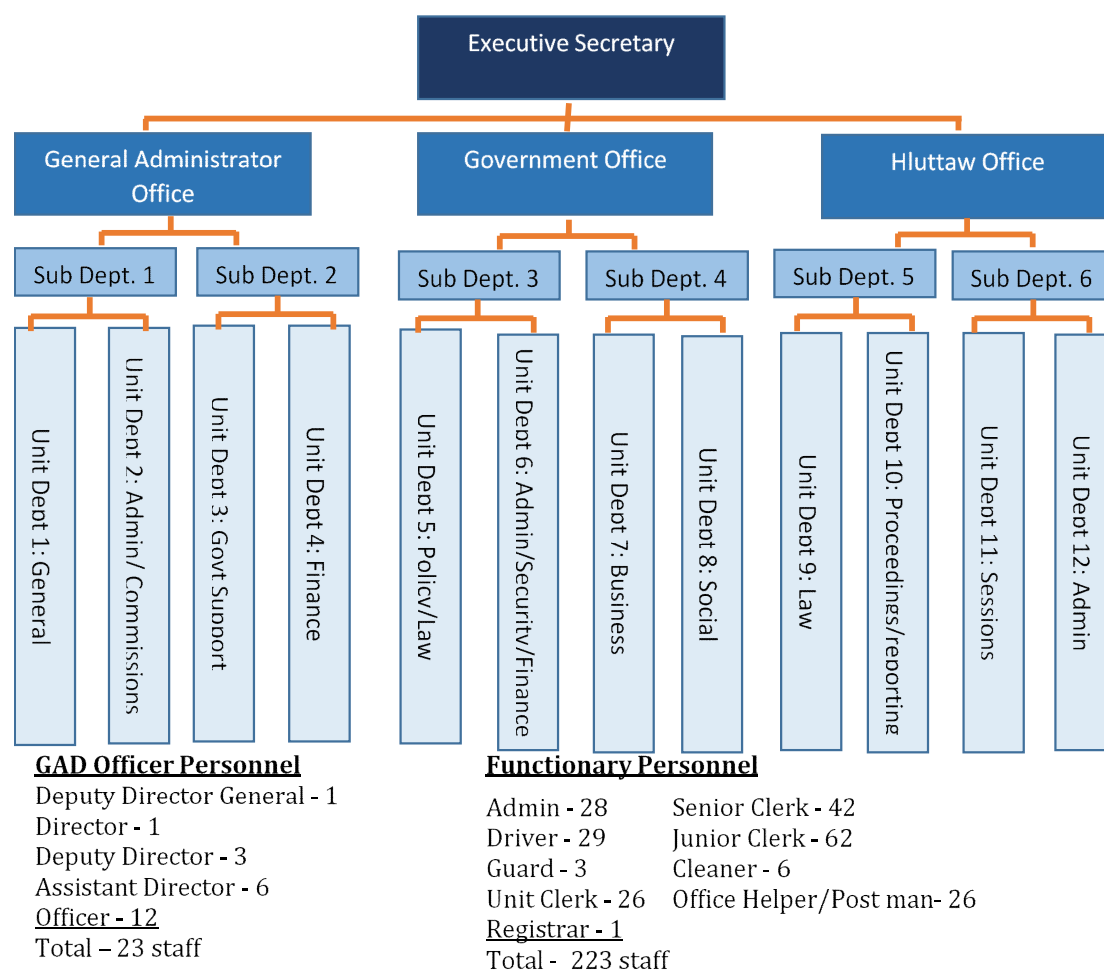 Executive Secretary
General Administrator
Office
Government Office
Hluttaw Office
Sub Dept. 1
Sub Dept. 2
Sub Dept. 3
Sub Dept. 4
Sub Dept. 5
Sub Dept. 6
Unit Dept 1: General
Unit Dept 2: Admin/ Commissions
Unit Dept 3: Govt Support
Unit Dept 4: Finance
Unit Dept 5: Policy/Law
Unit Dept 6: Admin/Security/Finance
Unit Dept 7: Business
Unit Dept 8: Social
Unit Dept 9: Law
Unit Dept 10: Proceedings/reporting
Unit Dept 11: Sessions
Unit Dept 12: Admin
GAD Officer Personnel
Deputy Director General - 1
Director - 1
Deputy Director - 3
Assistant Director - 6
Officer - 12
Total – 23 staff
Functionary Personnel
Admin - 28
Driver - 29
Guard - 3
Unit Clerk - 26
Registrar - 1
Total - 223 staff
Senior Clerk - 42
Junior Clerk - 62
Cleaner - 6
Office Helper/Post man- 26